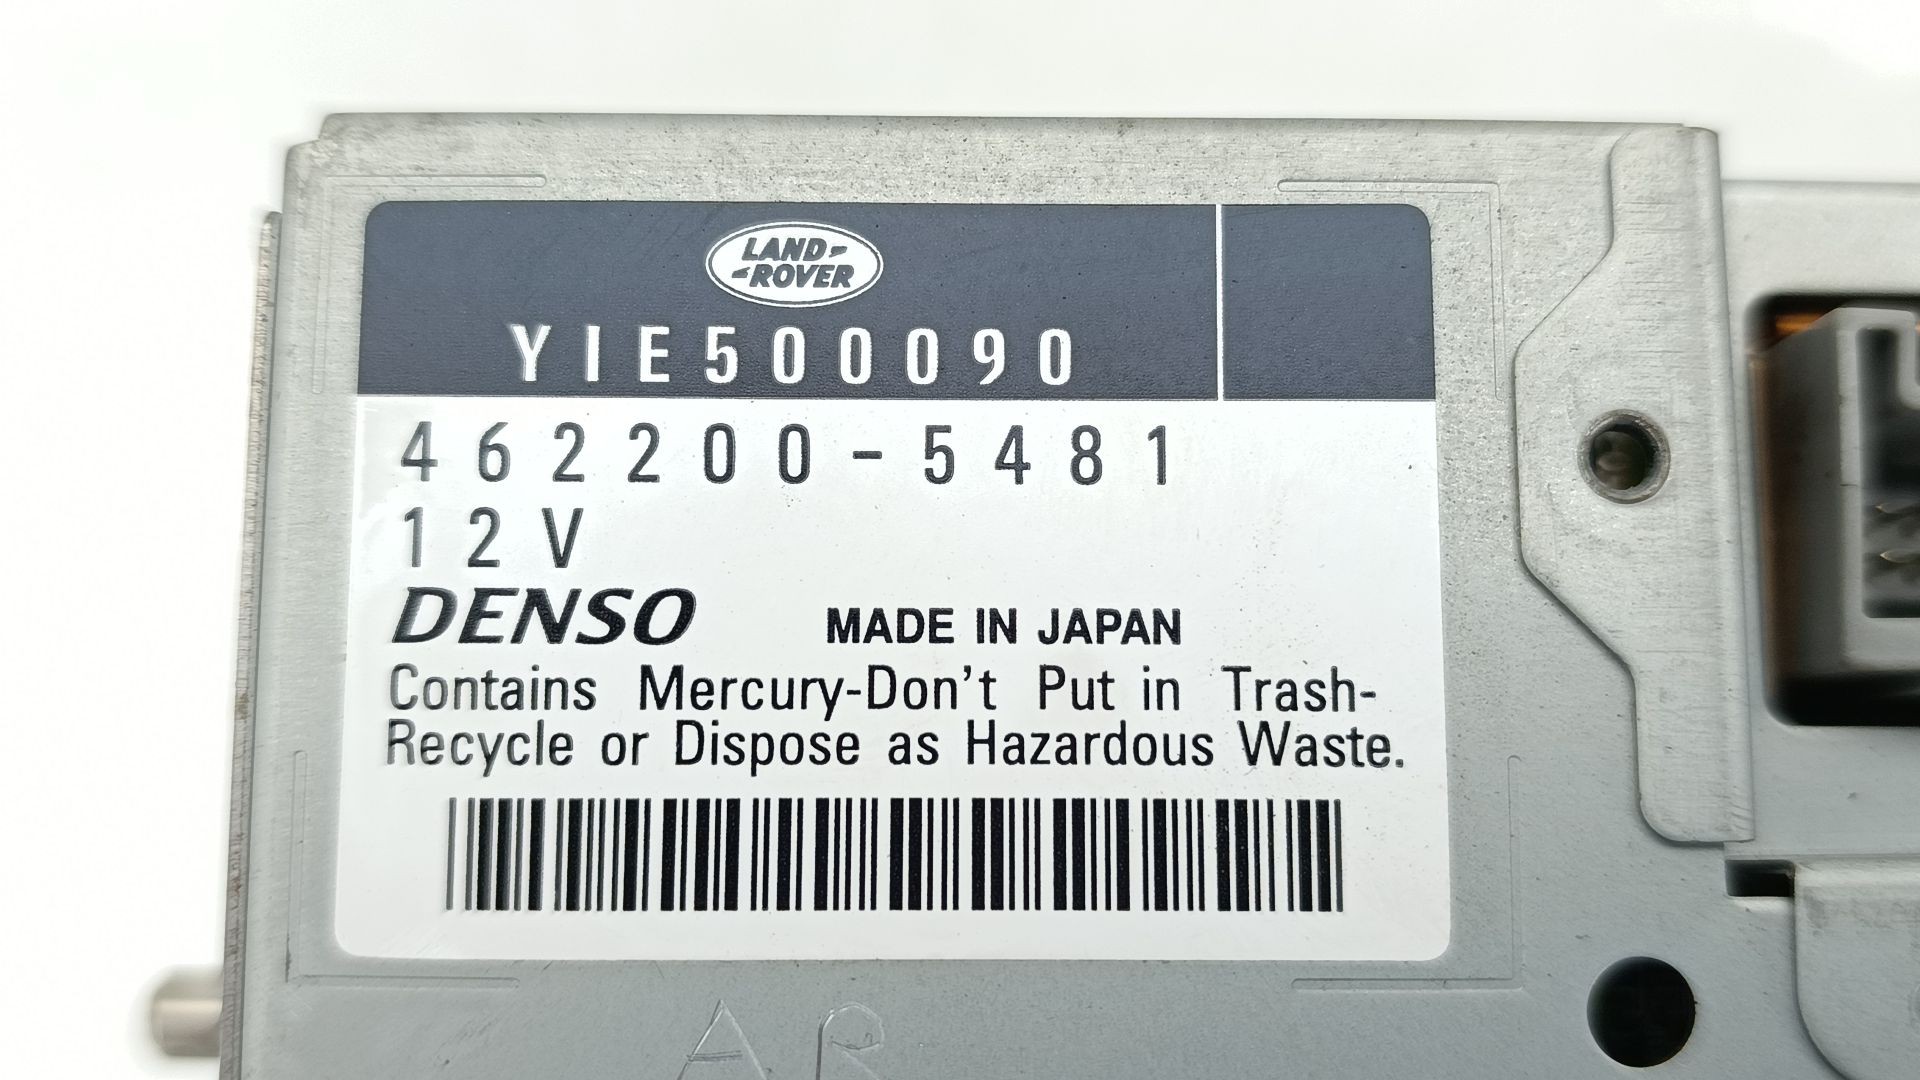 LAND-
-ROVER
YIE500090
462200-5481
12V
DENSO MADE IN JAPAN
Contains Mercury-Don't Put in Trash-
Recycle or Dispose as Hazardous Waste.
AR